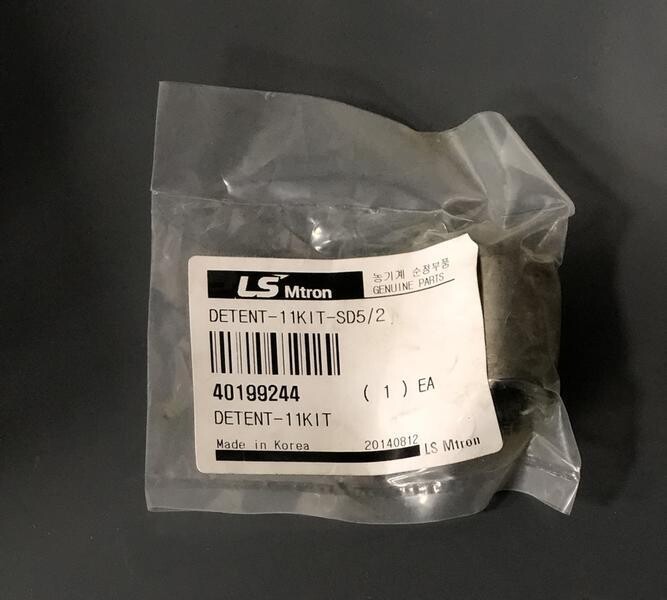 LS Mtron
농기계 순정부품
GENUINE PARTS
DETENT-11KIT-SD5/2
40199244 ( 1 ) EA
DETENT-11KIT
Made in Korea 20140812 LS Mtron